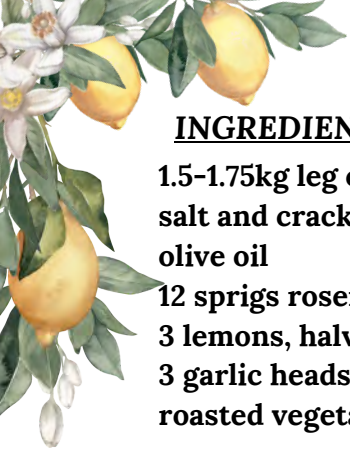 INGREDIEN
1.5-1.75kg leg
salt and crack
olive oil
12 sprigs rose
3 lemons, halv
3 garlic heads
roasted veget